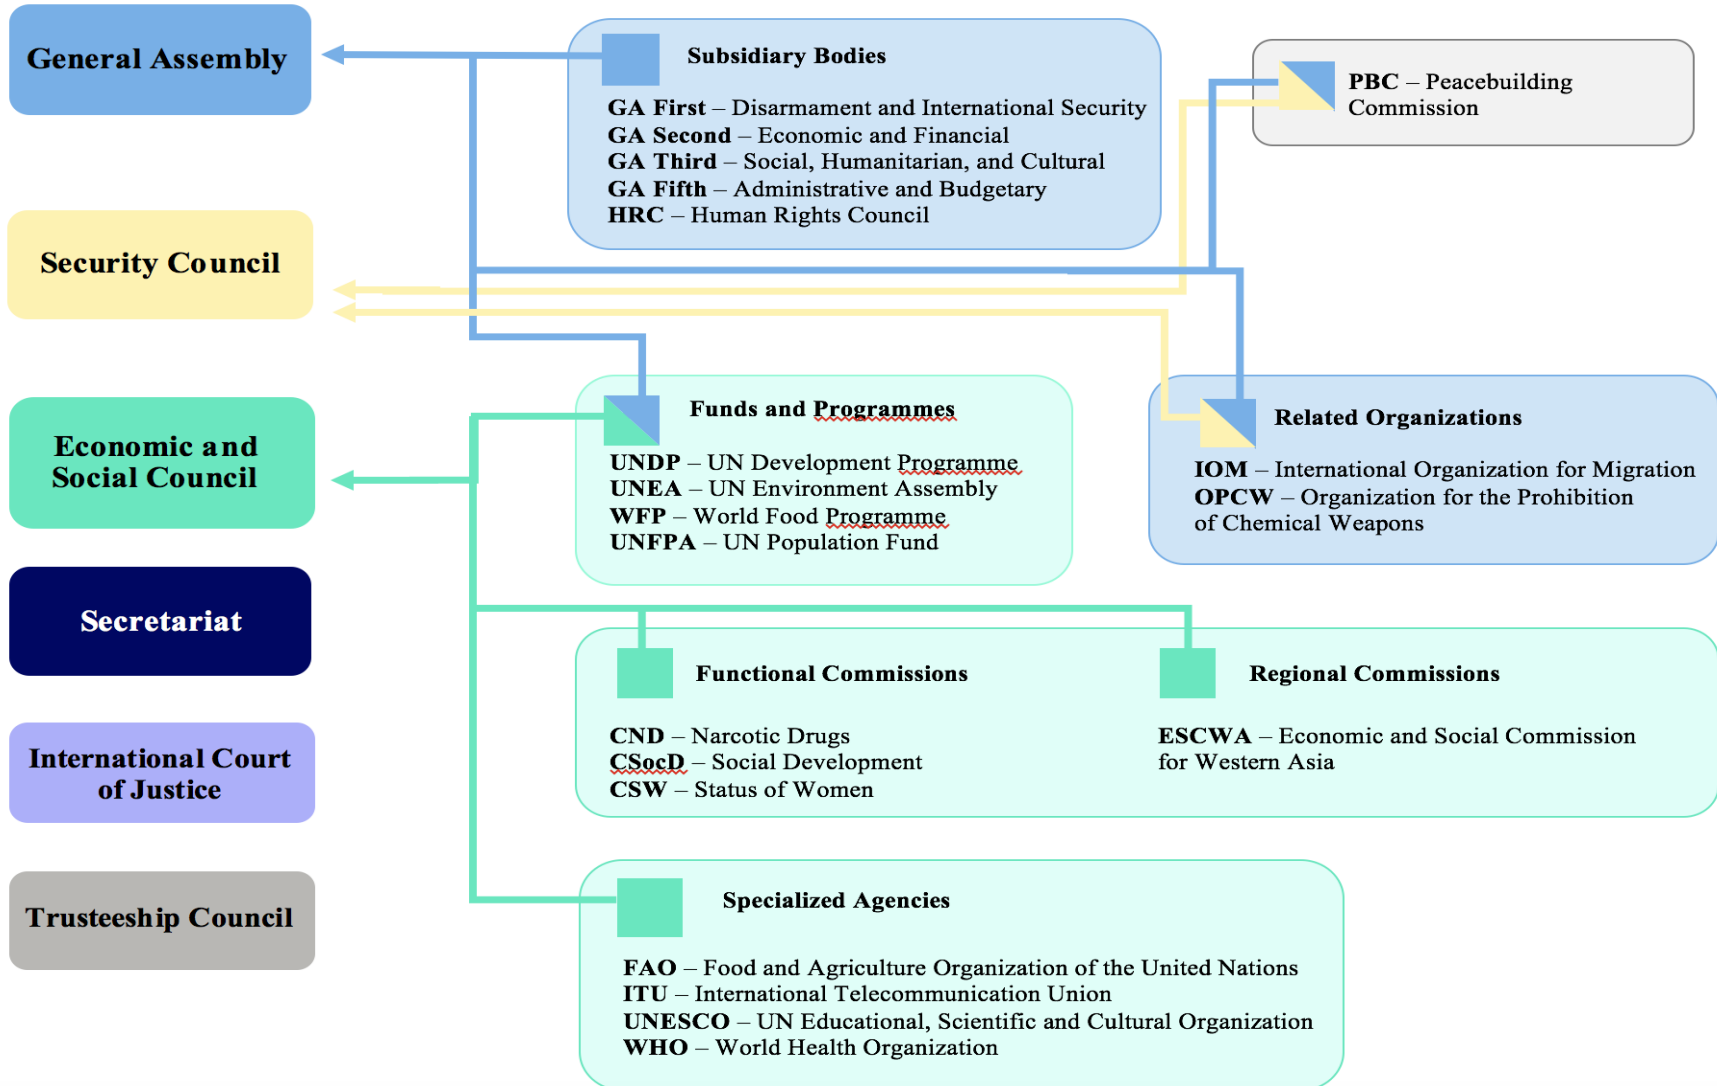 General Assembly
Security Council
Economic and
Social Council
Secretariat
International Court
of Justice
Trusteeship Council
Subsidiary Bodies
GA First – Disarmament and International Security
GA Second – Economic and Financial
GA Third – Social, Humanitarian, and Cultural
GA Fifth – Administrative and Budgetary
HRC – Human Rights Council
PBC – Peacebuilding
Commission
Funds and Programmes
UNDP – UN Development Programme
UNEA – UN Environment Assembly
WFP – World Food Programme
UNFPA – UN Population Fund
Related Organizations
IOM – International Organization for Migration
OPCW – Organization for the Prohibition
of Chemical Weapons
Functional Commissions
CND – Narcotic Drugs
CSocD – Social Development
CSW – Status of Women
Regional Commissions
ESCWA – Economic and Social Commission
for Western Asia
Specialized Agencies
FAO – Food and Agriculture Organization of the United Nations
ITU – International Telecommunication Union
UNESCO – UN Educational, Scientific and Cultural Organization
WHO – World Health Organization